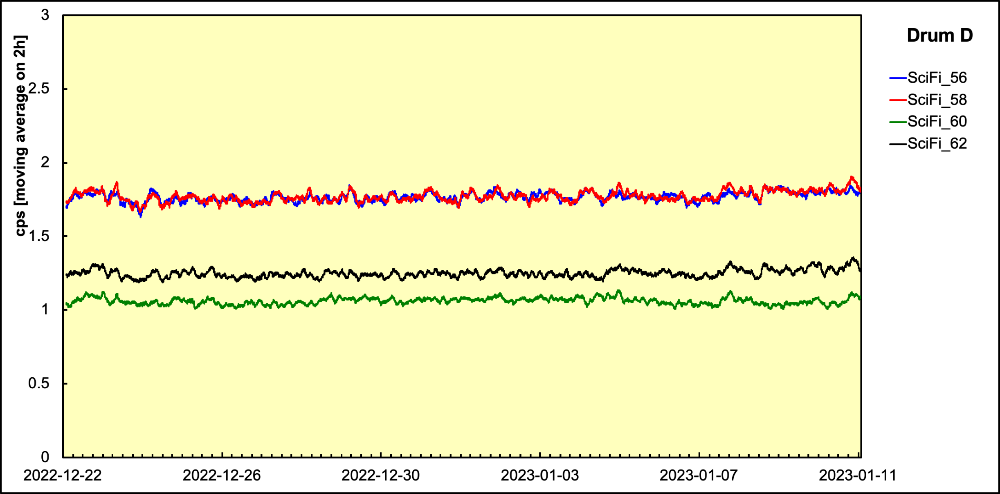 Drum D
SciFi_56
SciFi_58
SciFi_60
SciFi_62
cps [moving average on 2h]
3
2.5
2
1.5
1
0.5
0
2022-12-22 2022-12-26 2022-12-30 2023-01-03 2023-01-07 2023-01-11